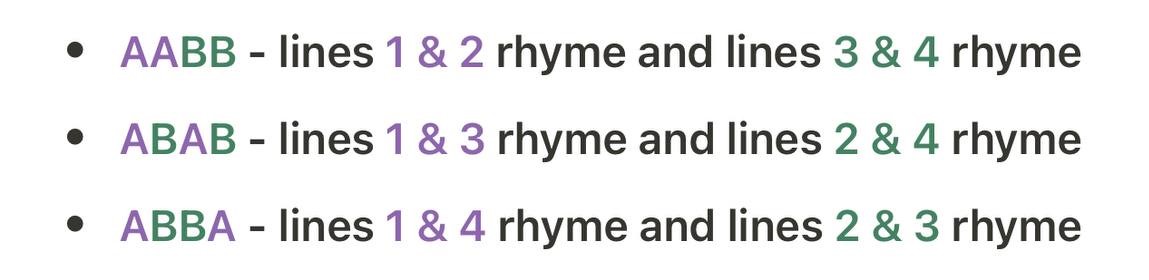 • AABB - lines 1 & 2 rhyme and lines 3 & 4 rhyme
• ABAB - lines 1 & 3 rhyme and lines 2 & 4 rhyme
• ABBA - lines 1 & 4 rhyme and lines 2 & 3 rhyme